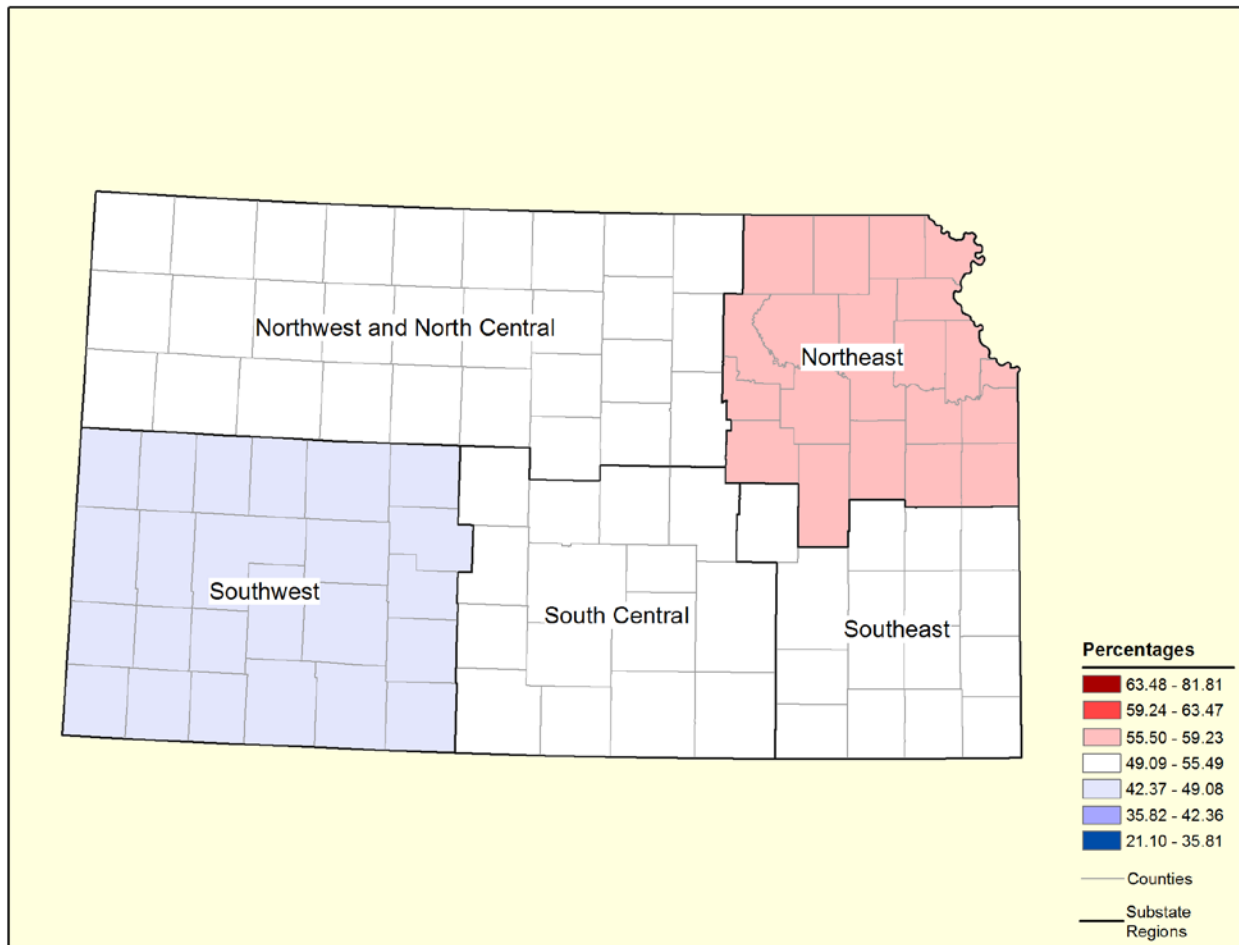 Northwest and North Central
Northeast
Southwest
South Central
Southeast
Percentages
63.48 - 81.81
59.24 - 63.47
55.50 - 59.23
49.09 - 55.49
42.37 - 49.08
35.82 - 42.36
21.10 - 35.81
Counties
Substate
Regions